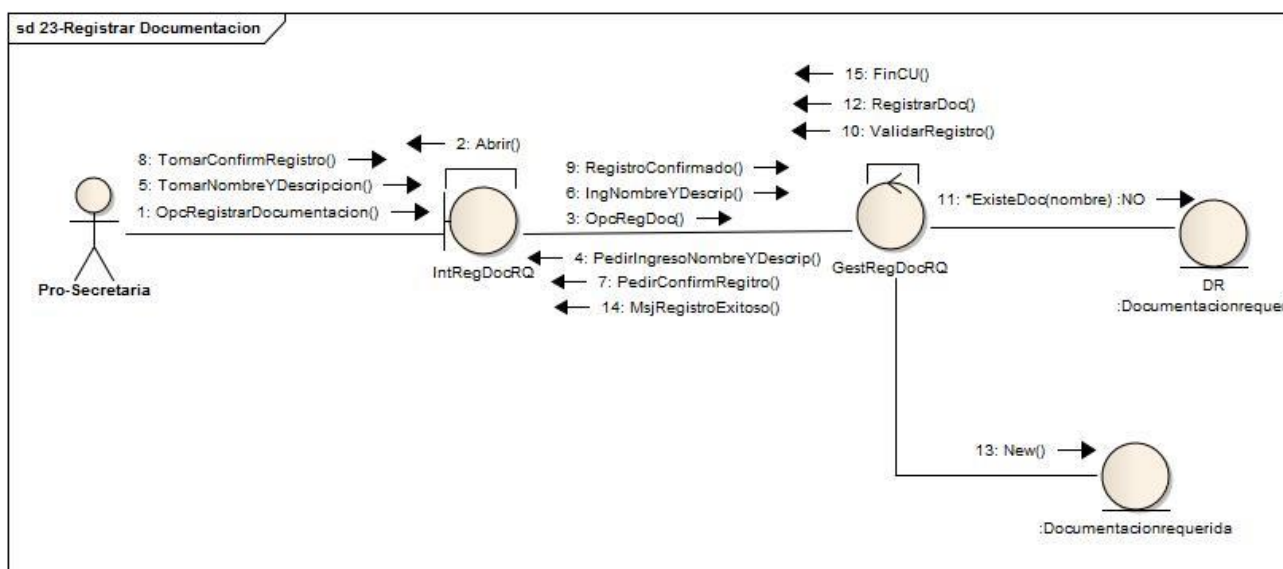 sd 23-Registrar Documentacion
15: FinCU()
12: RegistrarDoc()
10: ValidarRegistro()
2: Abrir()
8: TomarConfirmRegistro()
5: TomarNombreYDescripcion()
1: OpcRegistrarDocumentacion()
9: RegistroConfirmado()
6: IngNombreYDescrip()
3: OpcRegDoc()
11: *ExisteDoc(nombre) :NO
4: PedirIngresoNombreYDescrip()
7: PedirConfirmRegitro()
14: MsjRegistroExitoso()
IntRegDocRQ
GestRegDocRQ
Pro-Secretaria
DR
:Documentacionrequeri
13: New()
:Documentacionrequerida